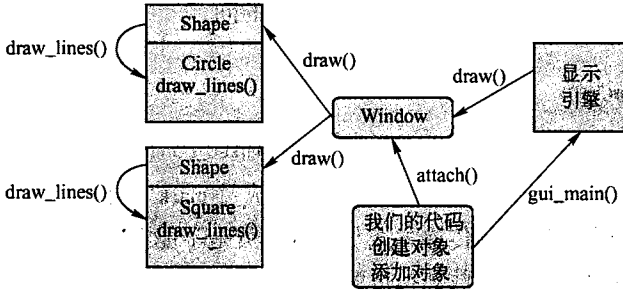 Shape
draw_lines()
Circle
draw_lines()
draw()
draw()
显示
引擎
Window
draw()
Shape
draw_lines()
Square
draw_lines()
attach()
gui_main()
我们的代码
创建对象
添加对象